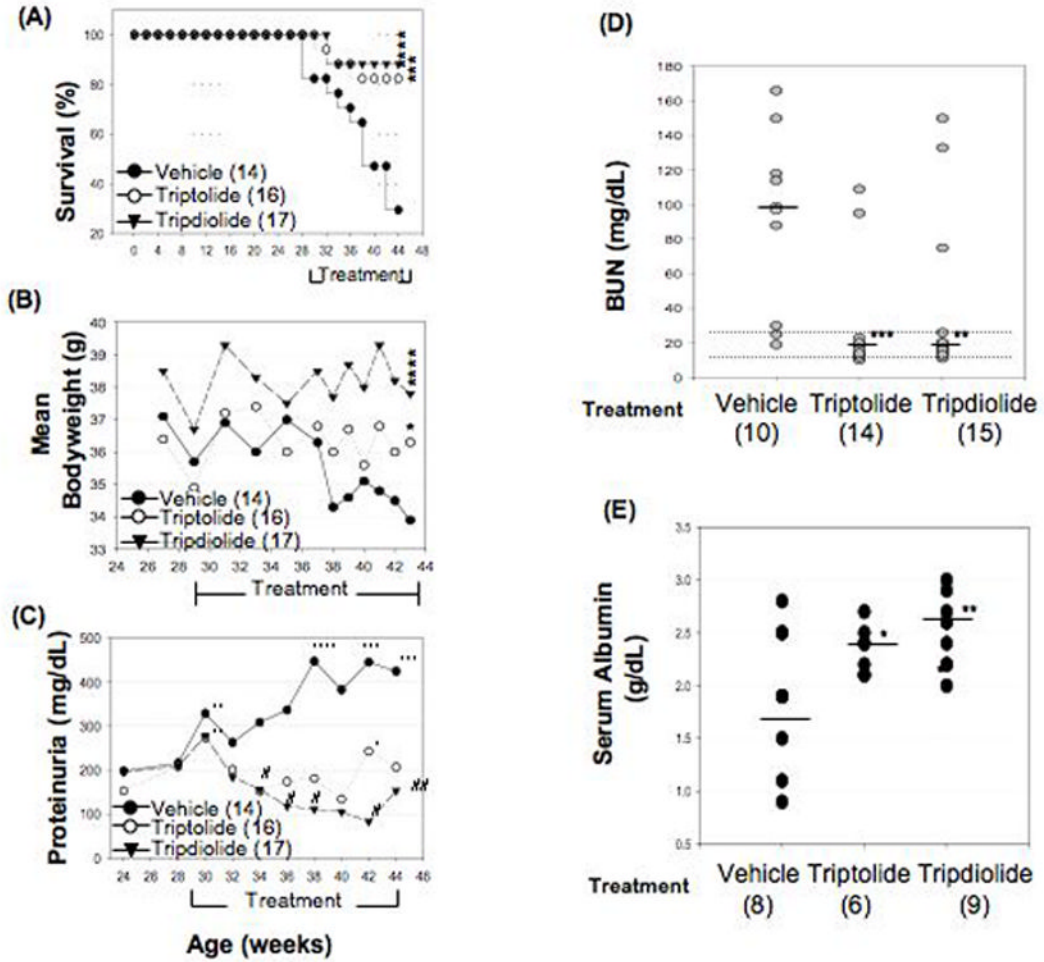 (A)
Survival (%)
100
80
60
40
20
Vehicle (14)
Triptolide (16)
Tripdiolide (17)
****
***
0 4 8 12 16 20 24 28 32 36 40 44 48
Treatment
(B)
Mean
Bodyweight (g)
40
39
38
37
36
35
34
33
****
*
Vehicle (14)
Triptolide (16)
Tripdiolide (17)
24 26 28 30 32 34 36 38 40 42 44
Treatment
(C)
Proteinuria (mg/dL)
500
400
300
200
100
0
Vehicle (14)
Triptolide (16)
Tripdiolide (17)
24 26 28 30 32 34 36 38 40 42 44 46
Treatment
Age (weeks)
(D)
BUN (mg/dL)
180
160
140
120
100
80
60
40
20
0
***
**
Treatment
Vehicle Triptolide Tripdiolide
(10) (14) (15)
(E)
Serum Albumin
(g/dL)
3.5
3.0
2.5
2.0
1.5
1.0
0.5
*
**
Treatment
Vehicle Triptolide Tripdiolide
(8) (6) (9)